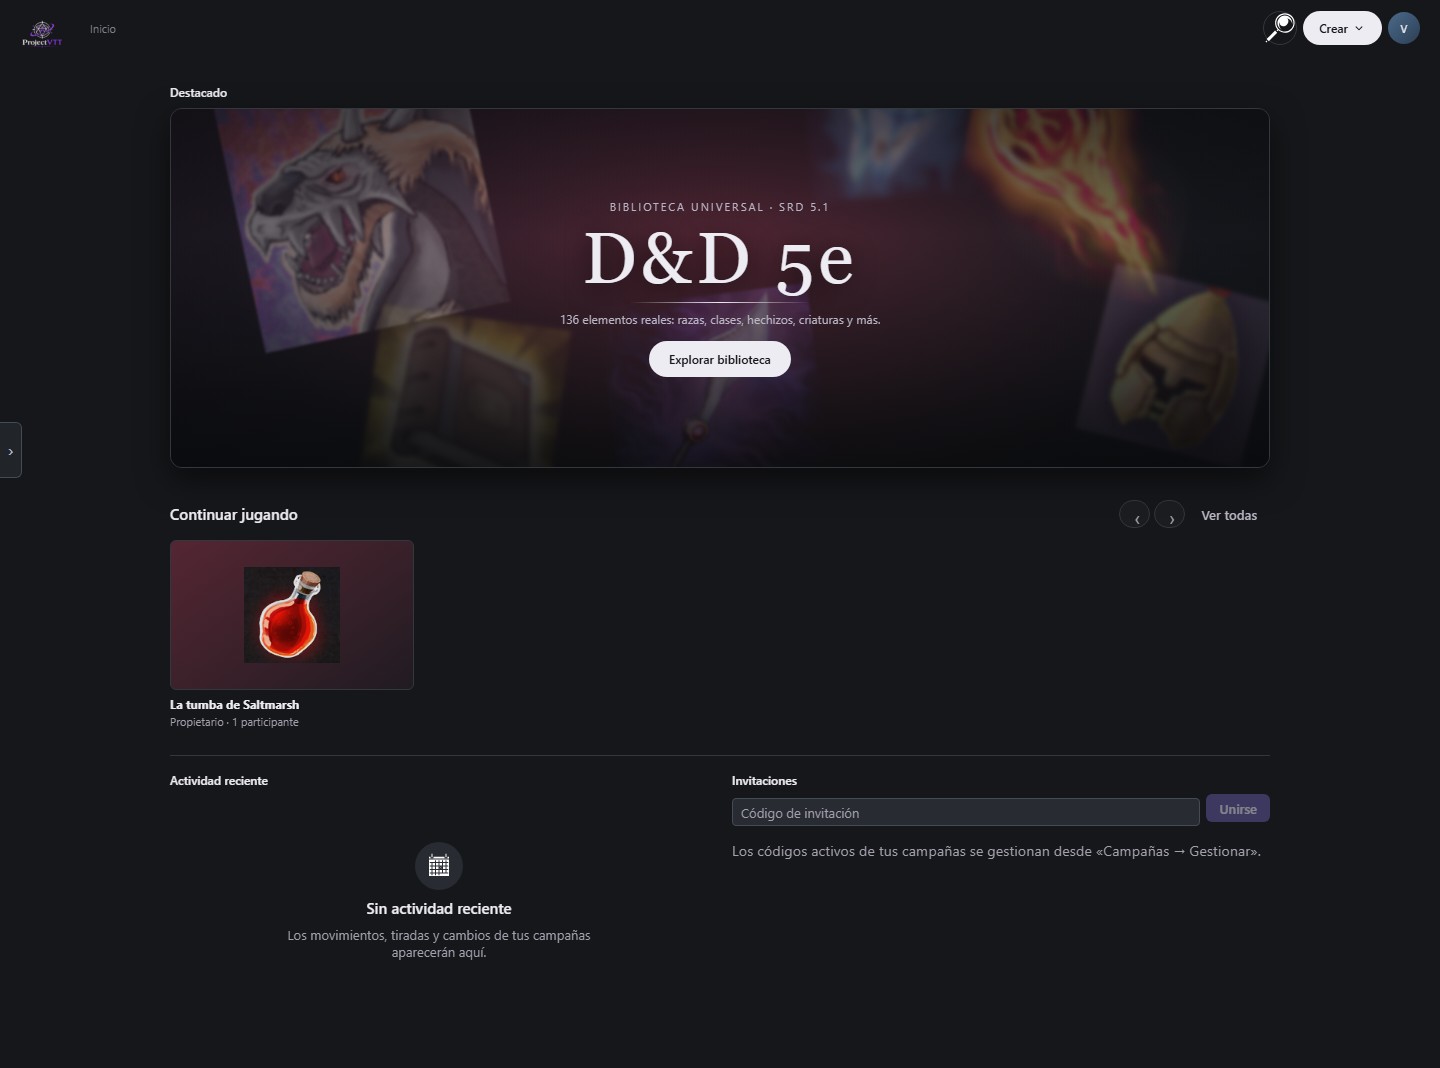 ProjectVTT
Inicio
Crear
V
Destacado
BIBLIOTECA UNIVERSAL · SRD 5.1
D&D 5e
136 elementos reales: razas, clases, hechizos, criaturas y más.
Explorar biblioteca
Continuar jugando
Ver todas
La tumba de Saltmarsh
Propietario · 1 participante
Actividad reciente
Invitaciones
Código de invitación
Unirse
Los códigos activos de tus campañas se gestionan desde «Campañas → Gestionar».
Sin actividad reciente
Los movimientos, tiradas y cambios de tus campañas
aparecerán aquí.